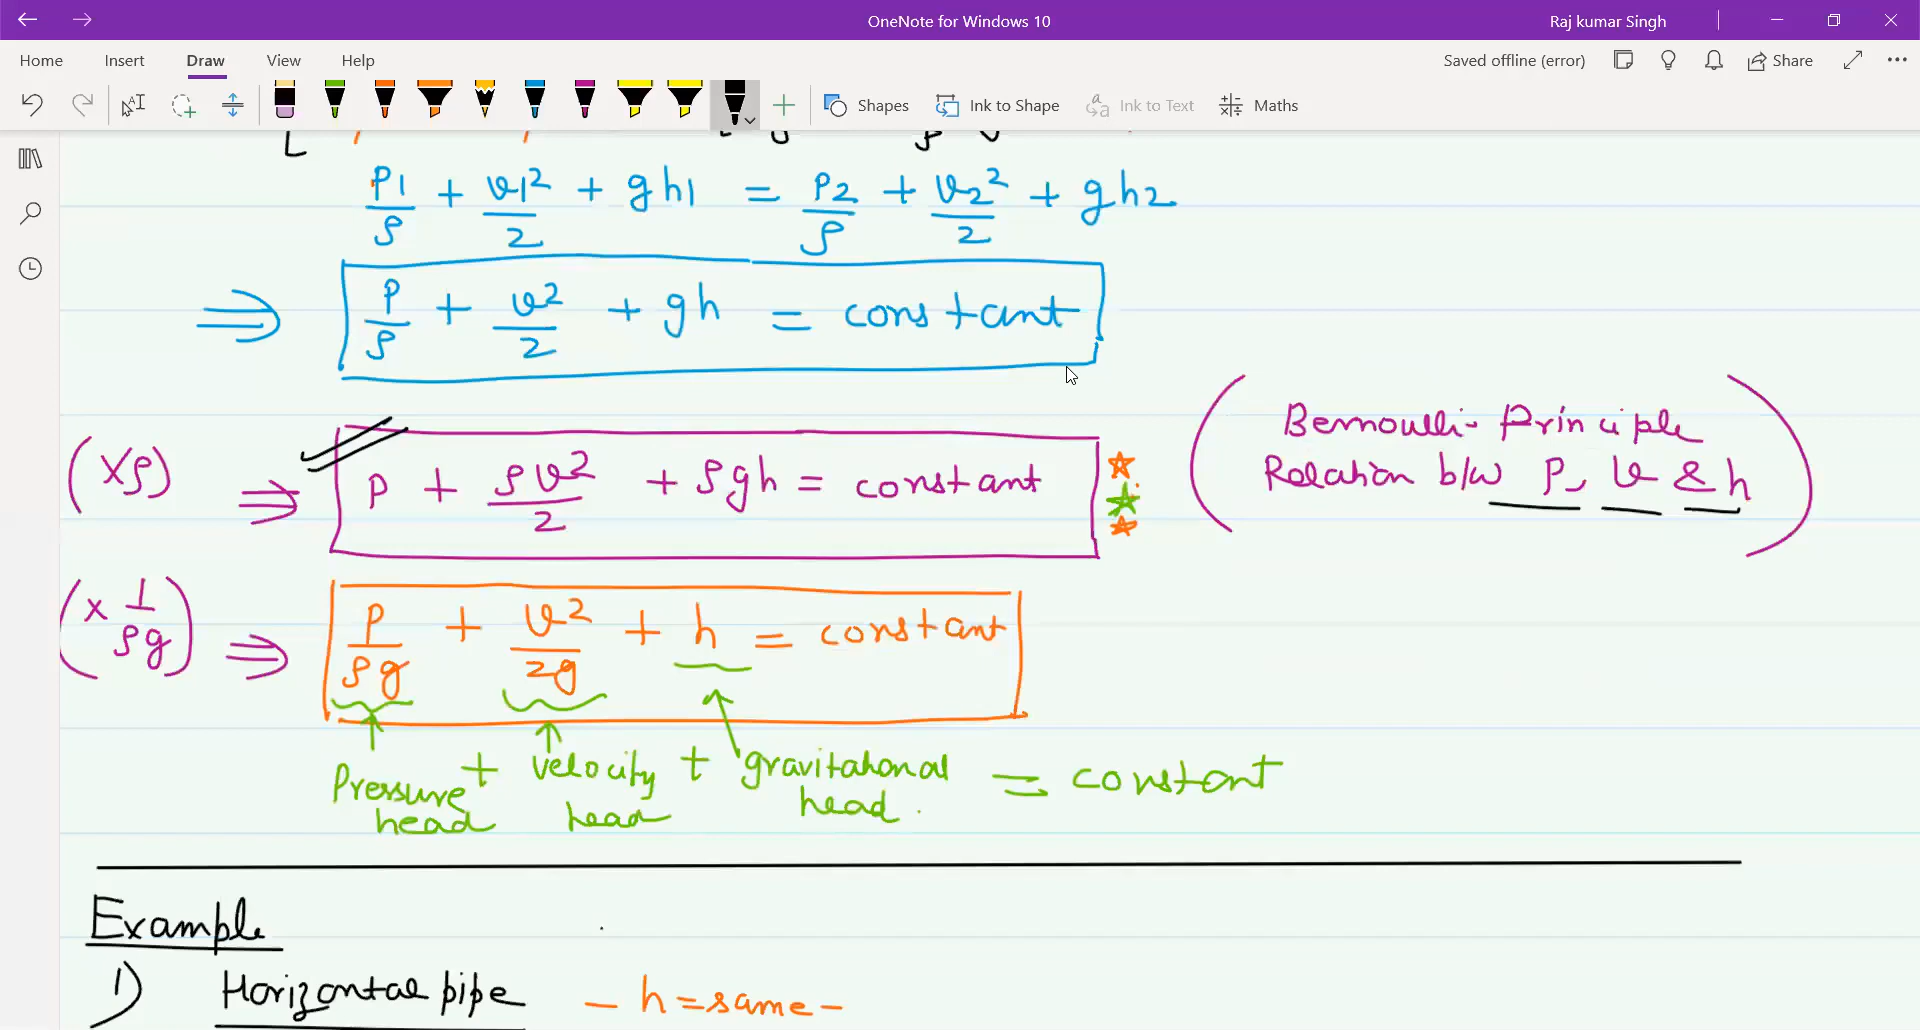 OneNote for Windows 10
Raj kumar Singh
Home Insert Draw View Help
Saved offline (error) Share
Shapes Ink to Shape Ink to Text Maths
P1/ρ + v1²/2 + gh1 = P2/ρ + v2²/2 + gh2
⇒ P/ρ + v²/2 + gh = constant
(×ρ) ⇒ P + ρv²/2 + ρgh = constant
(Bernoulli's Principle
Relation b/w P, v & h)
(× 1/ρg) ⇒ P/ρg + v²/2g + h = constant
Pressure head + velocity head + gravitational head = constant
Example
1) Horizontal pipe - h = same -